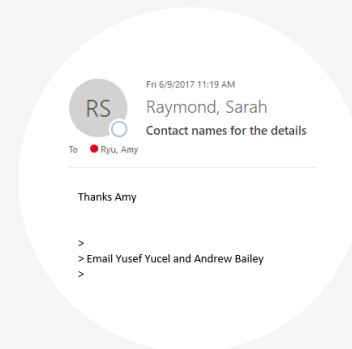 Fri 6/9/2017 11:19 AM
RS
Raymond, Sarah
Contact names for the details
To Ryu, Amy
Thanks Amy
>
> Email Yusef Yucel and Andrew Bailey
>